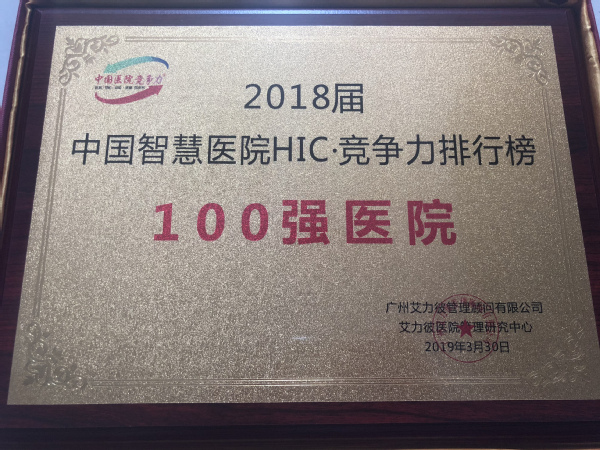 中国医院竞争力
2018届
中国智慧医院HIC·竞争力排行榜
100强医院
广州艾力彼管理顾问有限公司
艾力彼医院管理研究中心
2019年3月30日